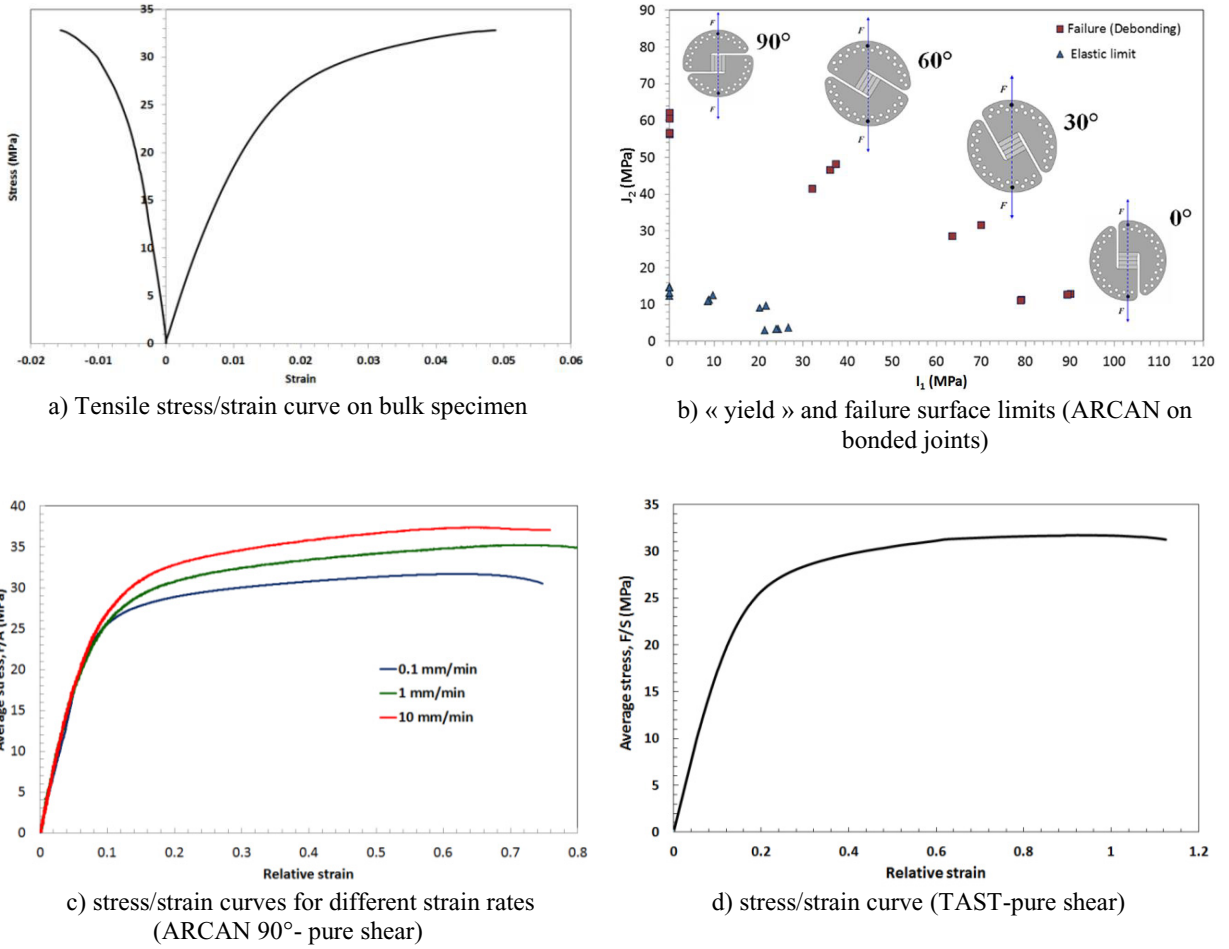 35
30
25
20
15
10
5
0
Stress (MPa)
-0.02 -0.01 0 0.01 0.02 0.03 0.04 0.05 0.06
Strain
a) Tensile stress/strain curve on bulk specimen
90
80
70
60
50
40
30
20
10
0
J2 (MPa)
0 10 20 30 40 50 60 70 80 90 100 110 120
I1 (MPa)
Failure (Debonding)
Elastic limit
F
90°
F
F
60°
F
F
30°
F
F
0°
F
b) « yield » and failure surface limits (ARCAN on
bonded joints)
40
35
30
25
20
15
10
5
0
Average stress, F/A (MPa)
0.1 mm/min
1 mm/min
10 mm/min
0 0.1 0.2 0.3 0.4 0.5 0.6 0.7 0.8
Relative strain
c) stress/strain curves for different strain rates
(ARCAN 90°- pure shear)
35
30
25
20
15
10
5
0
Average stress, F/S (MPa)
0 0.2 0.4 0.6 0.8 1 1.2
Relative strain
d) stress/strain curve (TAST-pure shear)